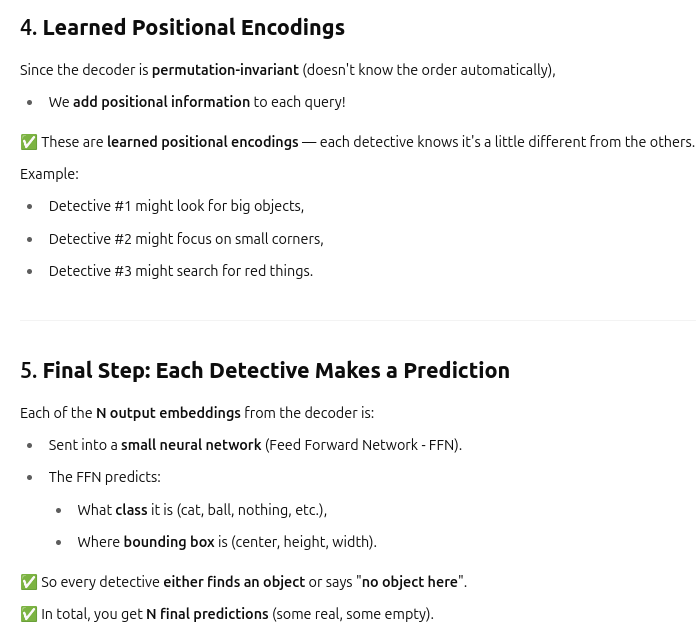 4. Learned Positional Encodings
Since the decoder is permutation-invariant (doesn't know the order automatically),
• We add positional information to each query!
✅ These are learned positional encodings — each detective knows it's a little different from the others.
Example:
• Detective #1 might look for big objects,
• Detective #2 might focus on small corners,
• Detective #3 might search for red things.
5. Final Step: Each Detective Makes a Prediction
Each of the N output embeddings from the decoder is:
• Sent into a small neural network (Feed Forward Network - FFN).
• The FFN predicts:
• What class it is (cat, ball, nothing, etc.),
• Where bounding box is (center, height, width).
✅ So every detective either finds an object or says "no object here".
✅ In total, you get N final predictions (some real, some empty).